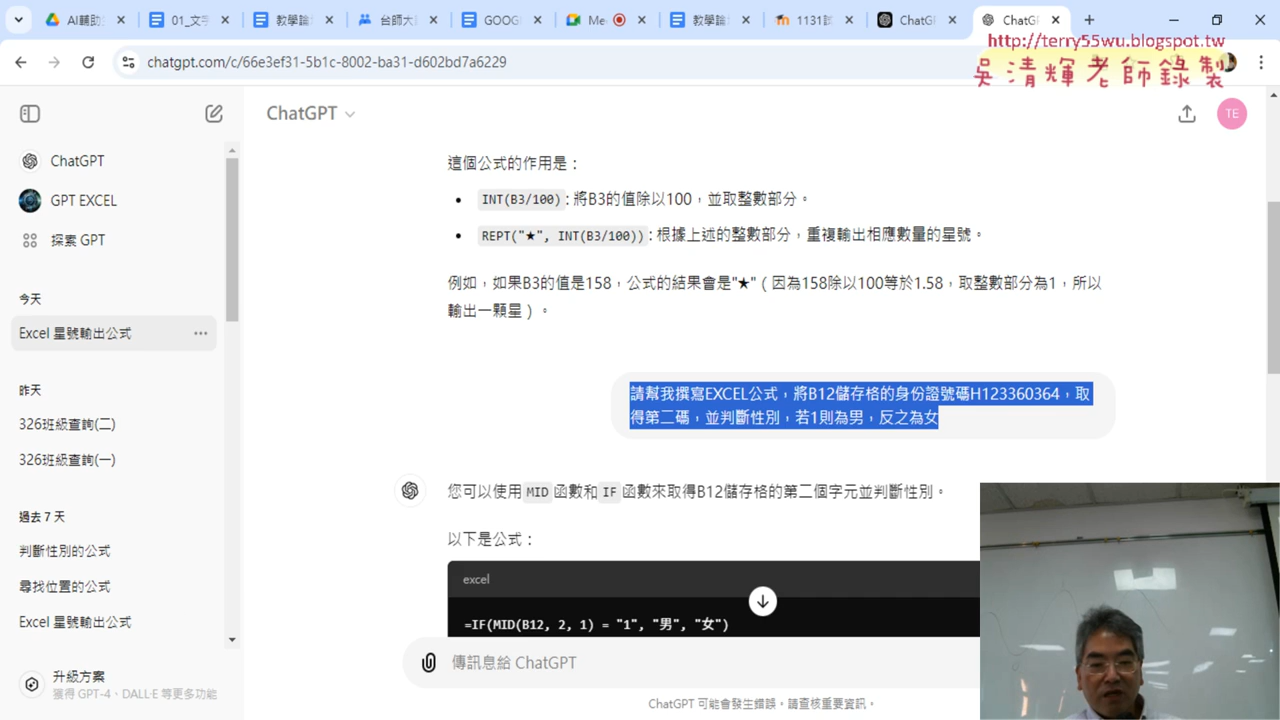 AI輔助
01_文字
教學論
台師大
GOOG
Me
教學論
1131
ChatG
ChatGP
http://terry55wu.blogspot.tw
chatgpt.com/c/66e3ef31-5b1c-8002-ba31-d602bd7a6229
吳清輝老師錄製
ChatGPT
TE
ChatGPT
GPT EXCEL
探索 GPT
今天
Excel 星號輸出公式
昨天
326班級查詢(二)
326班級查詢(一)
過去 7 天
判斷性別的公式
尋找位置的公式
Excel 星號輸出公式
升級方案
獲得 GPT-4、DALL·E 等更多功能
這個公式的作用是：
INT(B3/100)：將B3的值除以100，並取整數部分。
REPT("★", INT(B3/100))：根據上述的整數部分，重複輸出相應數量的星號。
例如，如果B3的值是158，公式的結果會是"★"（因為158除以100等於1.58，取整數部分為1，所以
輸出一顆星）。
請幫我撰寫EXCEL公式，將B12儲存格的身份證號碼H123360364，取
得第二碼，並判斷性別，若1則為男，反之為女
您可以使用 MID 函數和 IF 函數來取得B12儲存格的第二個字元並判斷性別。
以下是公式：
excel
=IF(MID(B12, 2, 1) = "1", "男", "女")
傳訊息給 ChatGPT
ChatGPT 可能會發生錯誤。請查核重要資訊。